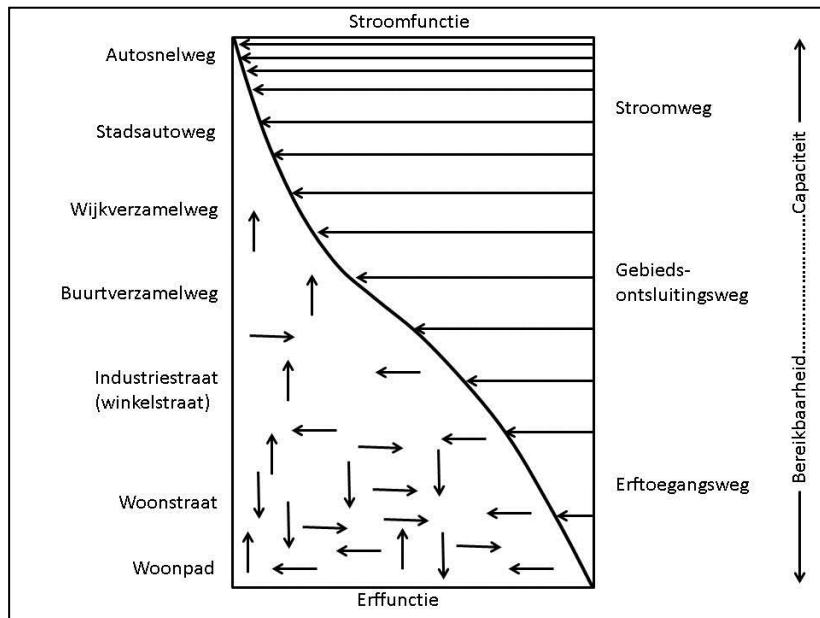 Stroomfunctie
Autosnelweg
Stadsautoweg
Wijkverzamelweg
Buurtverzamelweg
Industriestraat
(winkelstraat)
Woonstraat
Woonpad
Stroomweg
Gebieds-
ontsluitingsweg
Erftoegangsweg
Bereikbaarheid............................Capaciteit
Erffunctie